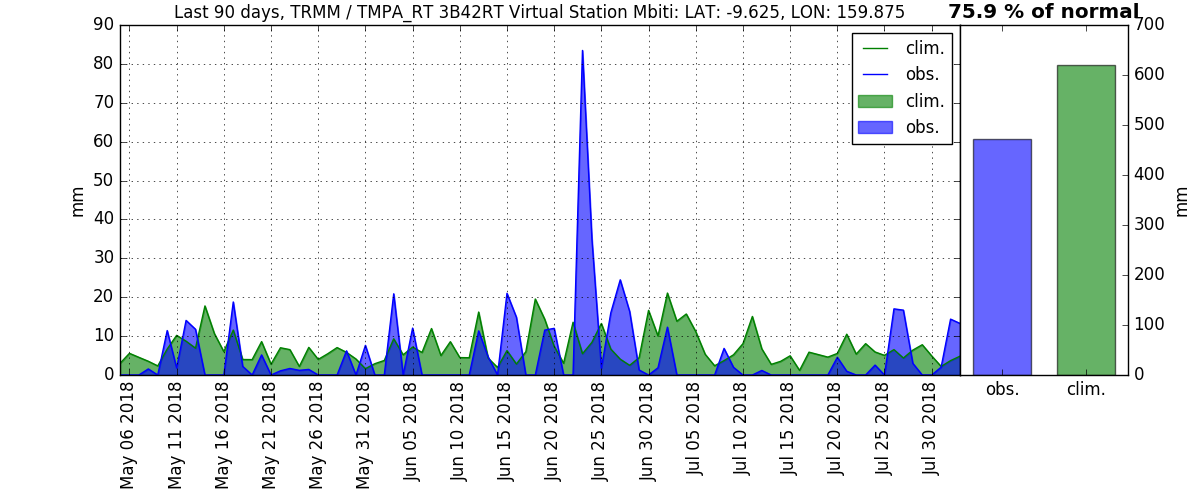 Last 90 days, TRMM / TMPA_RT 3B42RT Virtual Station Mbiti: LAT: -9.625, LON: 159.875
75.9 % of normal
90
80
70
60
50
40
30
20
10
0
mm
clim.
obs.
clim.
obs.
700
600
500
400
300
200
100
0
mm
May 06 2018
May 11 2018
May 16 2018
May 21 2018
May 26 2018
May 31 2018
Jun 05 2018
Jun 10 2018
Jun 15 2018
Jun 20 2018
Jun 25 2018
Jun 30 2018
Jul 05 2018
Jul 10 2018
Jul 15 2018
Jul 20 2018
Jul 25 2018
Jul 30 2018
obs.
clim.